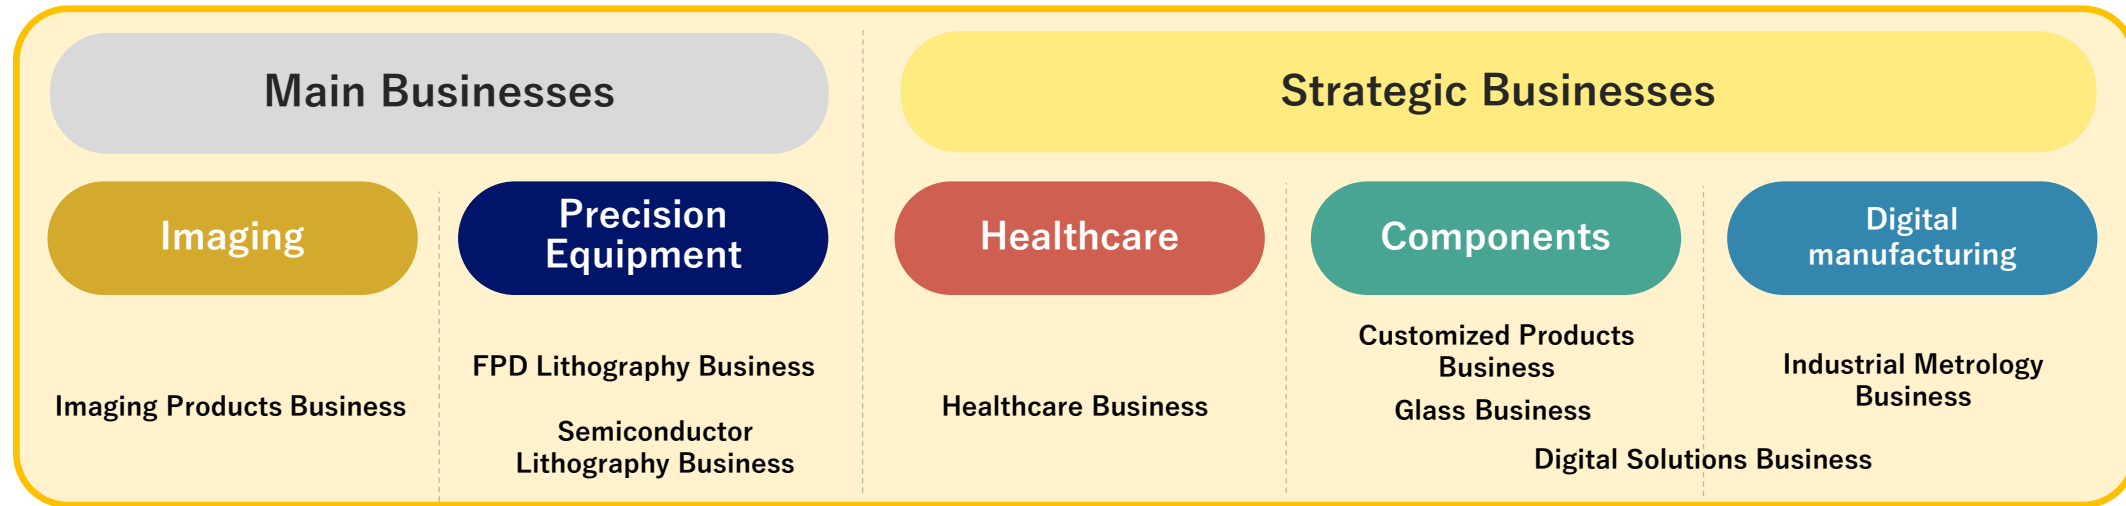 Main Businesses
Strategic Businesses
Imaging
Precision
Equipment
Healthcare
Components
Digital
manufacturing
Imaging Products Business
FPD Lithography Business
Semiconductor
Lithography Business
Healthcare Business
Customized Products
Business
Glass Business
Industrial Metrology
Business
Digital Solutions Business